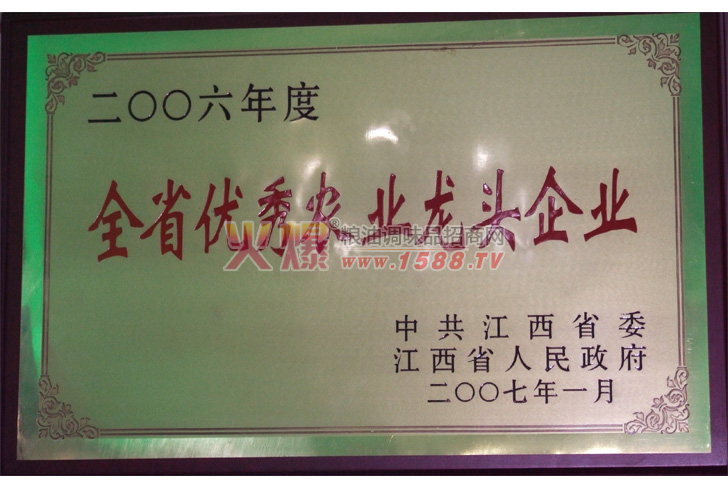 二〇〇六年度
全省优秀农业龙头企业
火爆®粮油调味品招商网
www.1588.TV
中共江西省委
江西省人民政府
二〇〇七年一月